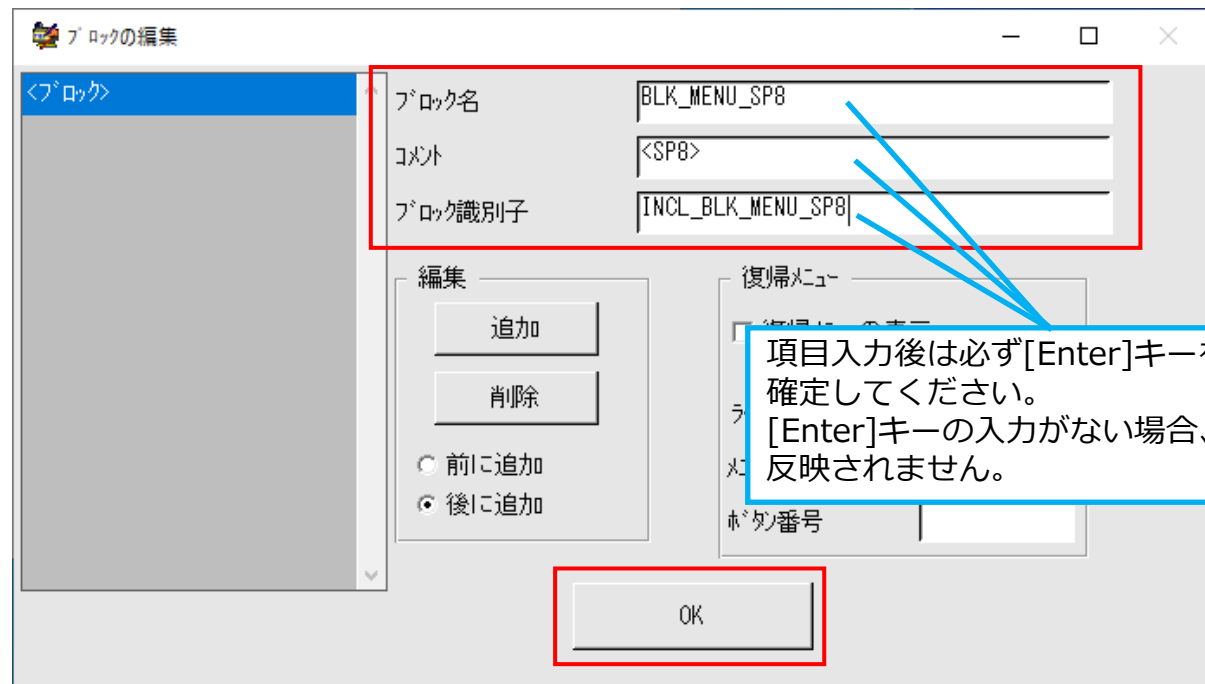 ブロックの編集
<ブロック>
ブロック名
BLK_MENU_SP8
コメント
<SP8>
ブロック識別子
INCL_BLK_MENU_SP8
編集
追加
削除
前に追加
後に追加
復帰メニュー
項目入力後は必ず[Enter]キーを
確定してください。
[Enter]キーの入力がない場合、
反映されません。
ボタン番号
OK